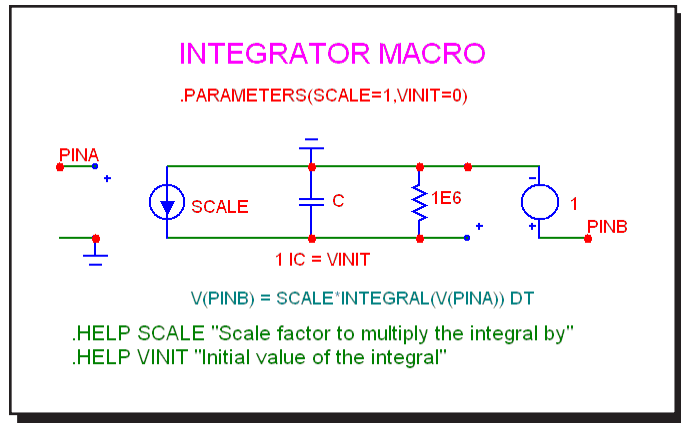 INTEGRATOR MACRO
.PARAMETERS(SCALE=1,VINIT=0)
PINA
+
SCALE
C
1E6
+
-
+
1
PINB
1 IC = VINIT
V(PINB) = SCALE*INTEGRAL(V(PINA)) DT
.HELP SCALE "Scale factor to multiply the integral by"
.HELP VINIT "Initial value of the integral"